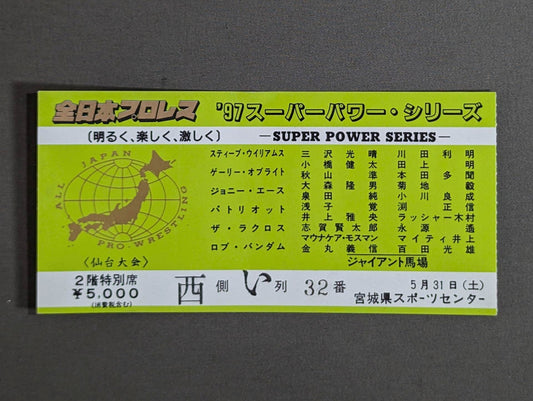 全日本プロレス '97スーパーパワー・シリーズ
〔明るく、楽しく、激しく〕 —SUPER POWER SERIES—
ALL JAPAN PRO-WRESTLING
スティーブ・ウイリアムス 三沢光晴 川田利明
小橋健太 田上明
ゲーリー・オブライト 秋山準 本田多聞
ジョニー・エース 大森隆男 菊地毅
泉田純 小川良成
パトリオット 浅子覚 渕正信
ザ・ラクロス 井上雅央 ラッシャー木村
志賀賢太郎 永源遥
ロブ・バンダム マウナケア・モスマン マイティ井上
金丸義信 百田光雄
ジャイアント馬場
〈仙台大会〉
2階特別席
¥5,000
(消費税含む)
西側 い列 32番
5月31日(土)
宮城県スポーツセンター